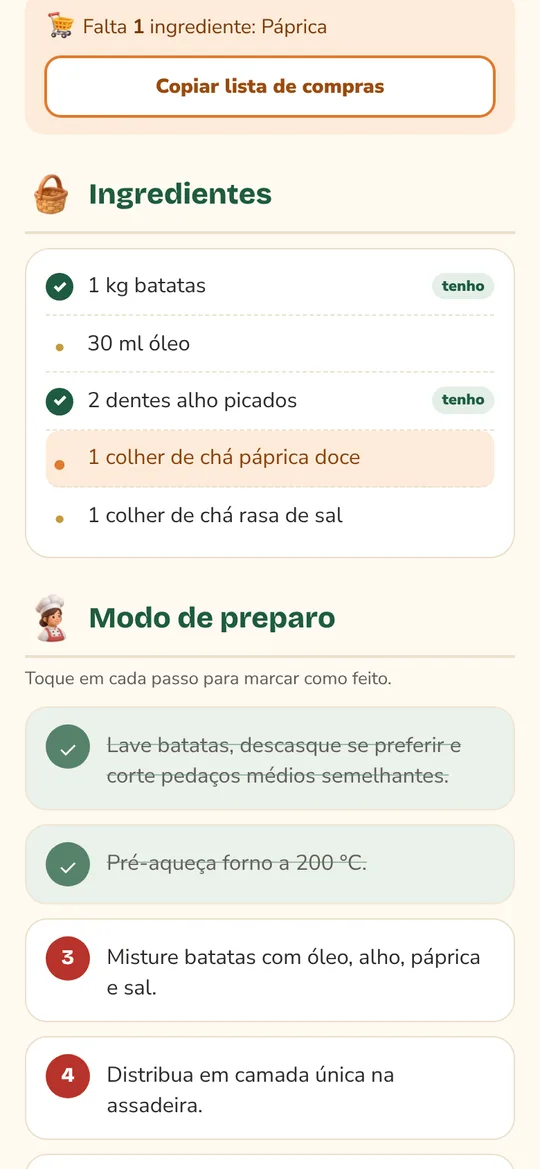 Falta 1 ingrediente: Páprica
Copiar lista de compras
Ingredientes
1 kg batatas
tenho
30 ml óleo
2 dentes alho picados
tenho
1 colher de chá páprica doce
1 colher de chá rasa de sal
Modo de preparo
Toque em cada passo para marcar como feito.
Lave batatas, descasque se preferir e
corte pedaços médios semelhantes.
Pré-aqueça forno a 200 °C.
3
Misture batatas com óleo, alho, páprica
e sal.
4
Distribua em camada única na
assadeira.